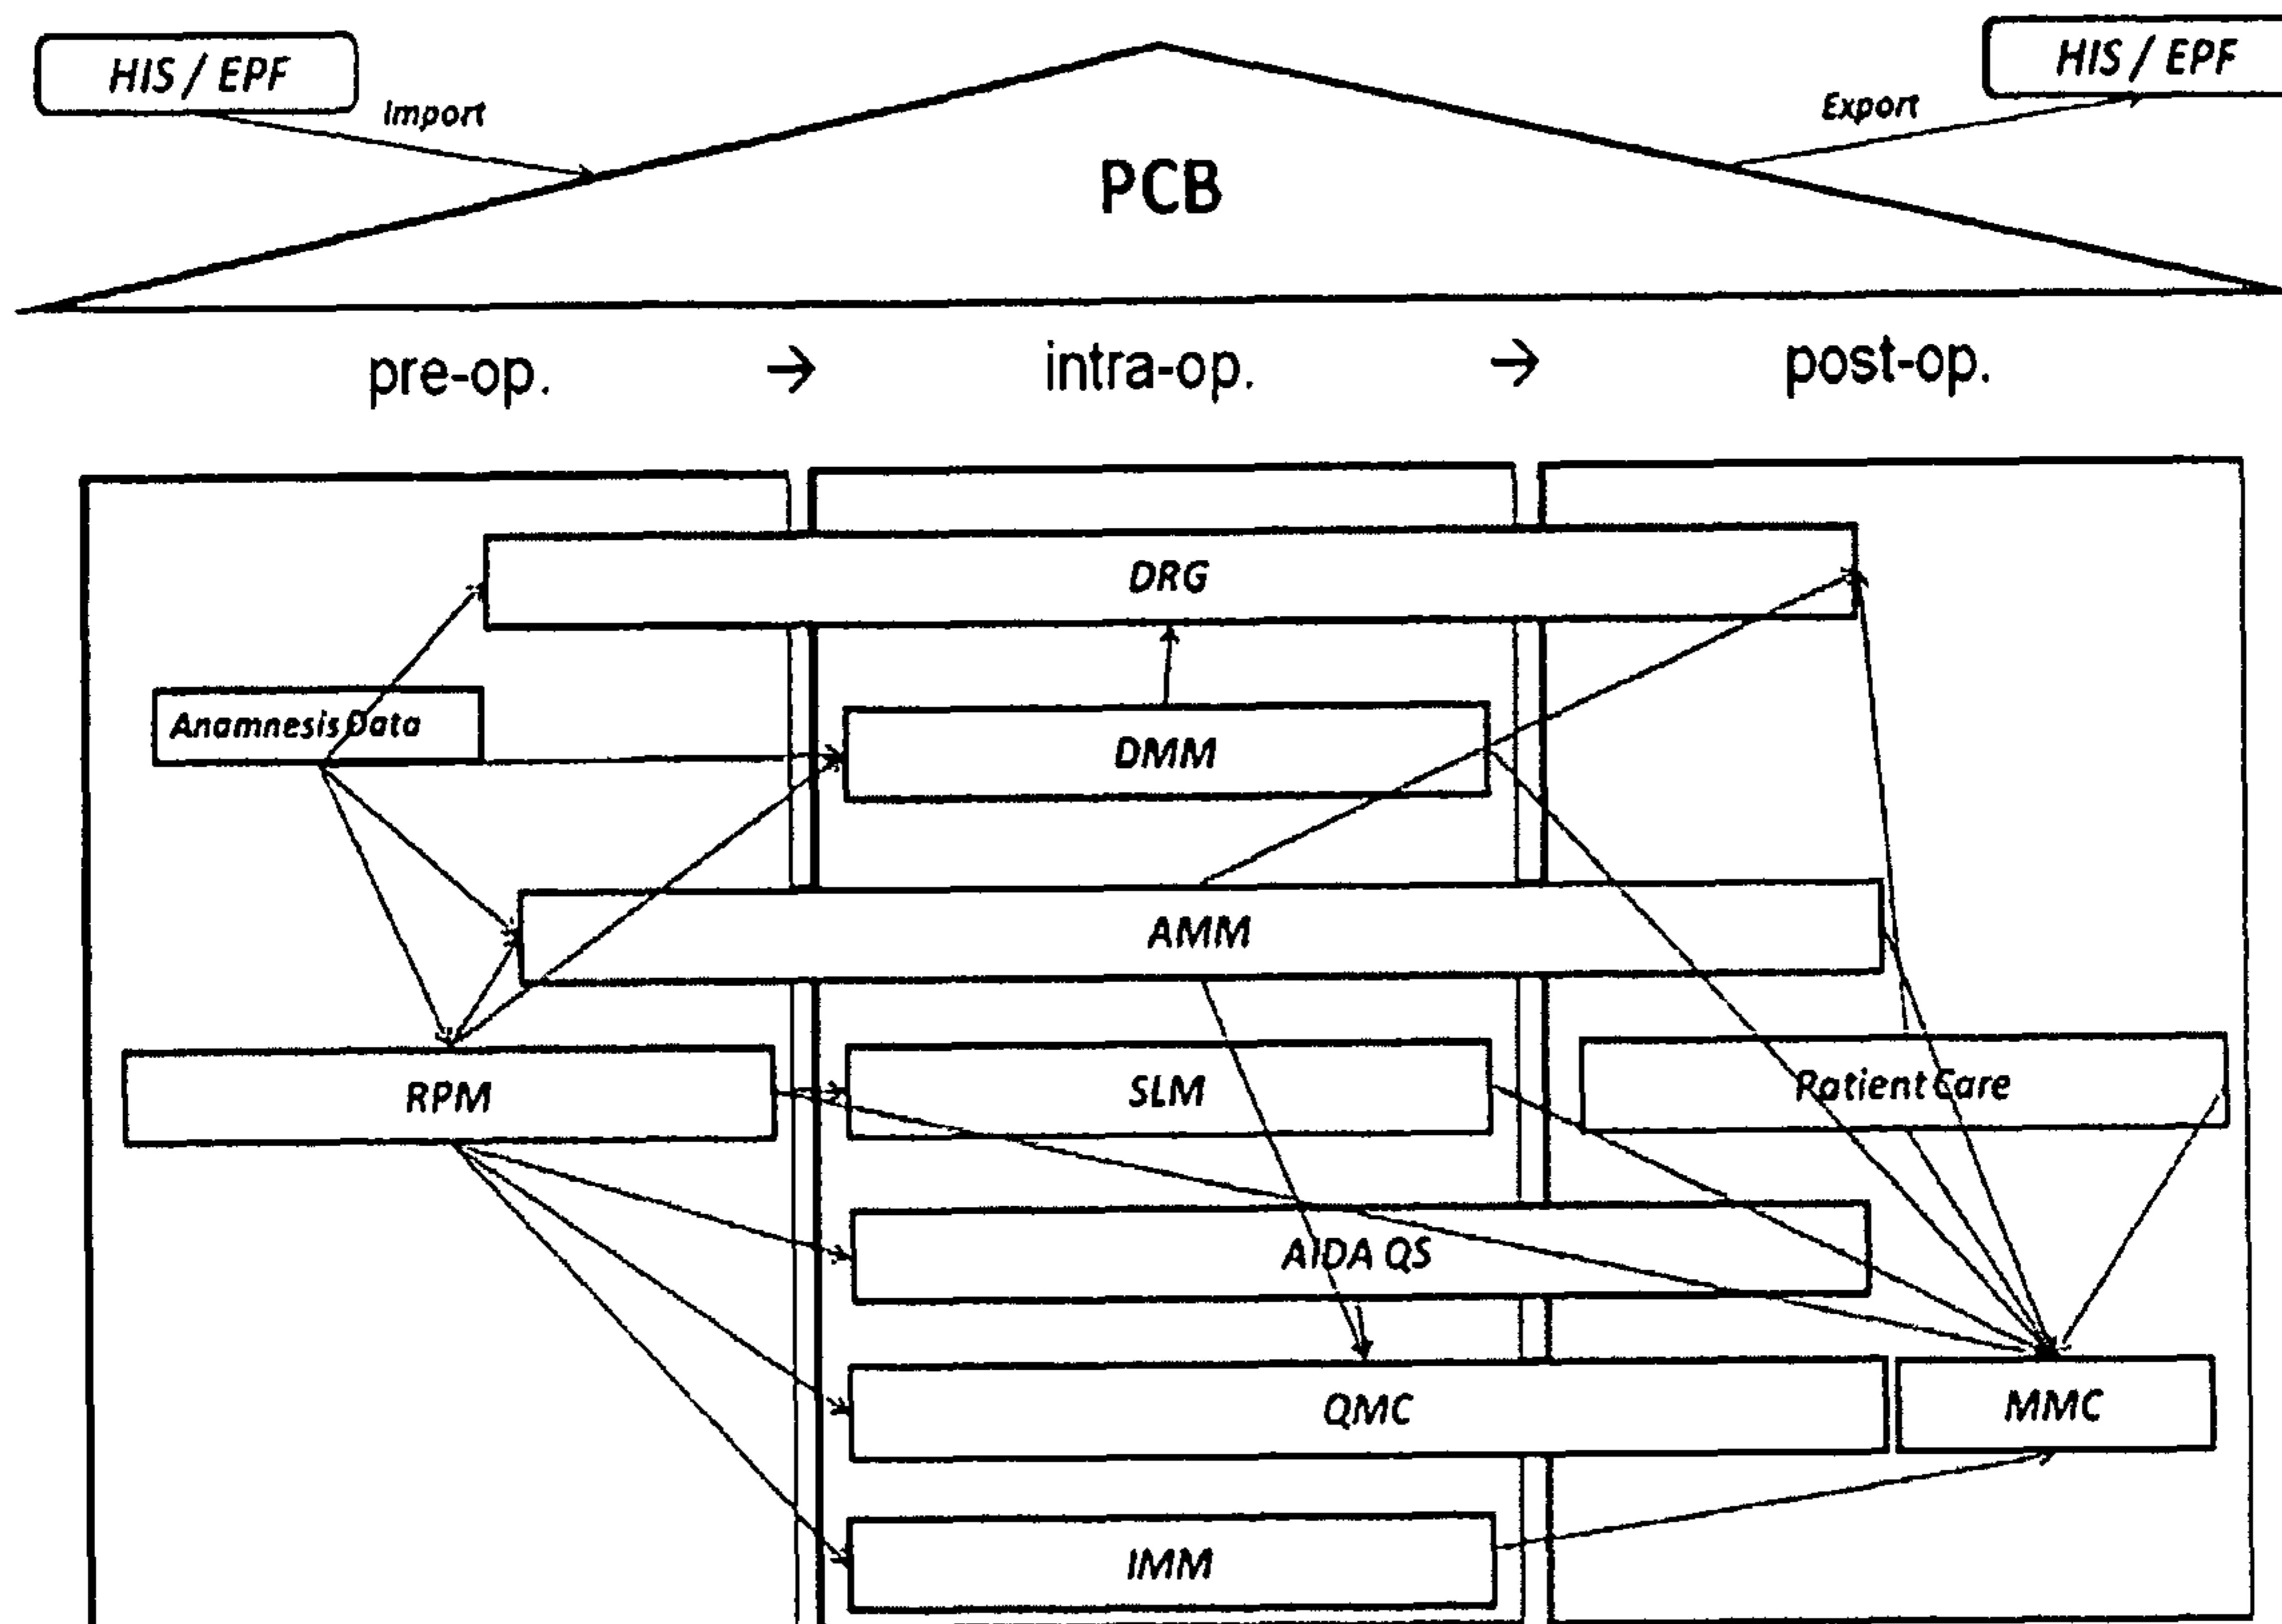 HIS / EPF
HIS / EPF
Import
Export
PCB
pre-op. → intra-op. → post-op.
DRG
Anamnesis Data
DMM
AMM
RPM
SLM
Patient Care
AIDA QS
QMC
MMC
IMM